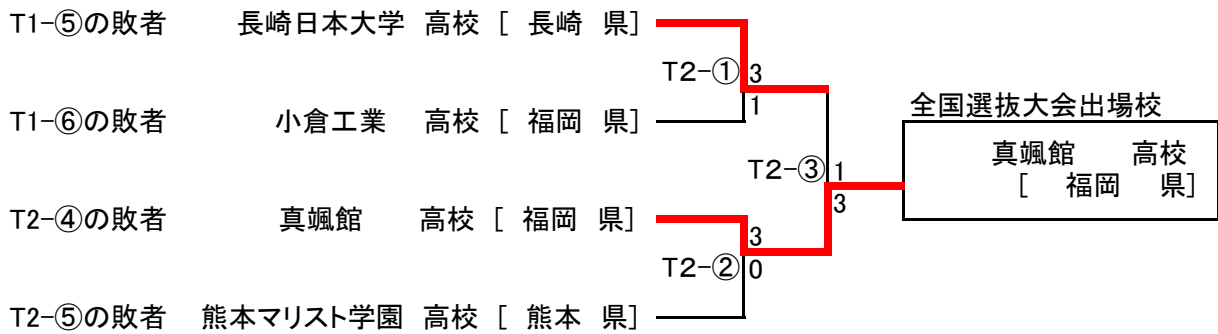 T1-⑤の敗者 長崎日本大学 高校 [ 長崎 県]
T2-① 3
1
T1-⑥の敗者 小倉工業 高校 [ 福岡 県]
全国選抜大会出場校
真颯館 高校
[ 福岡 県]
T2-③ 1
3
T2-④の敗者 真颯館 高校 [ 福岡 県]
3
T2-② 0
T2-⑤の敗者 熊本マリスト学園 高校 [ 熊本 県]